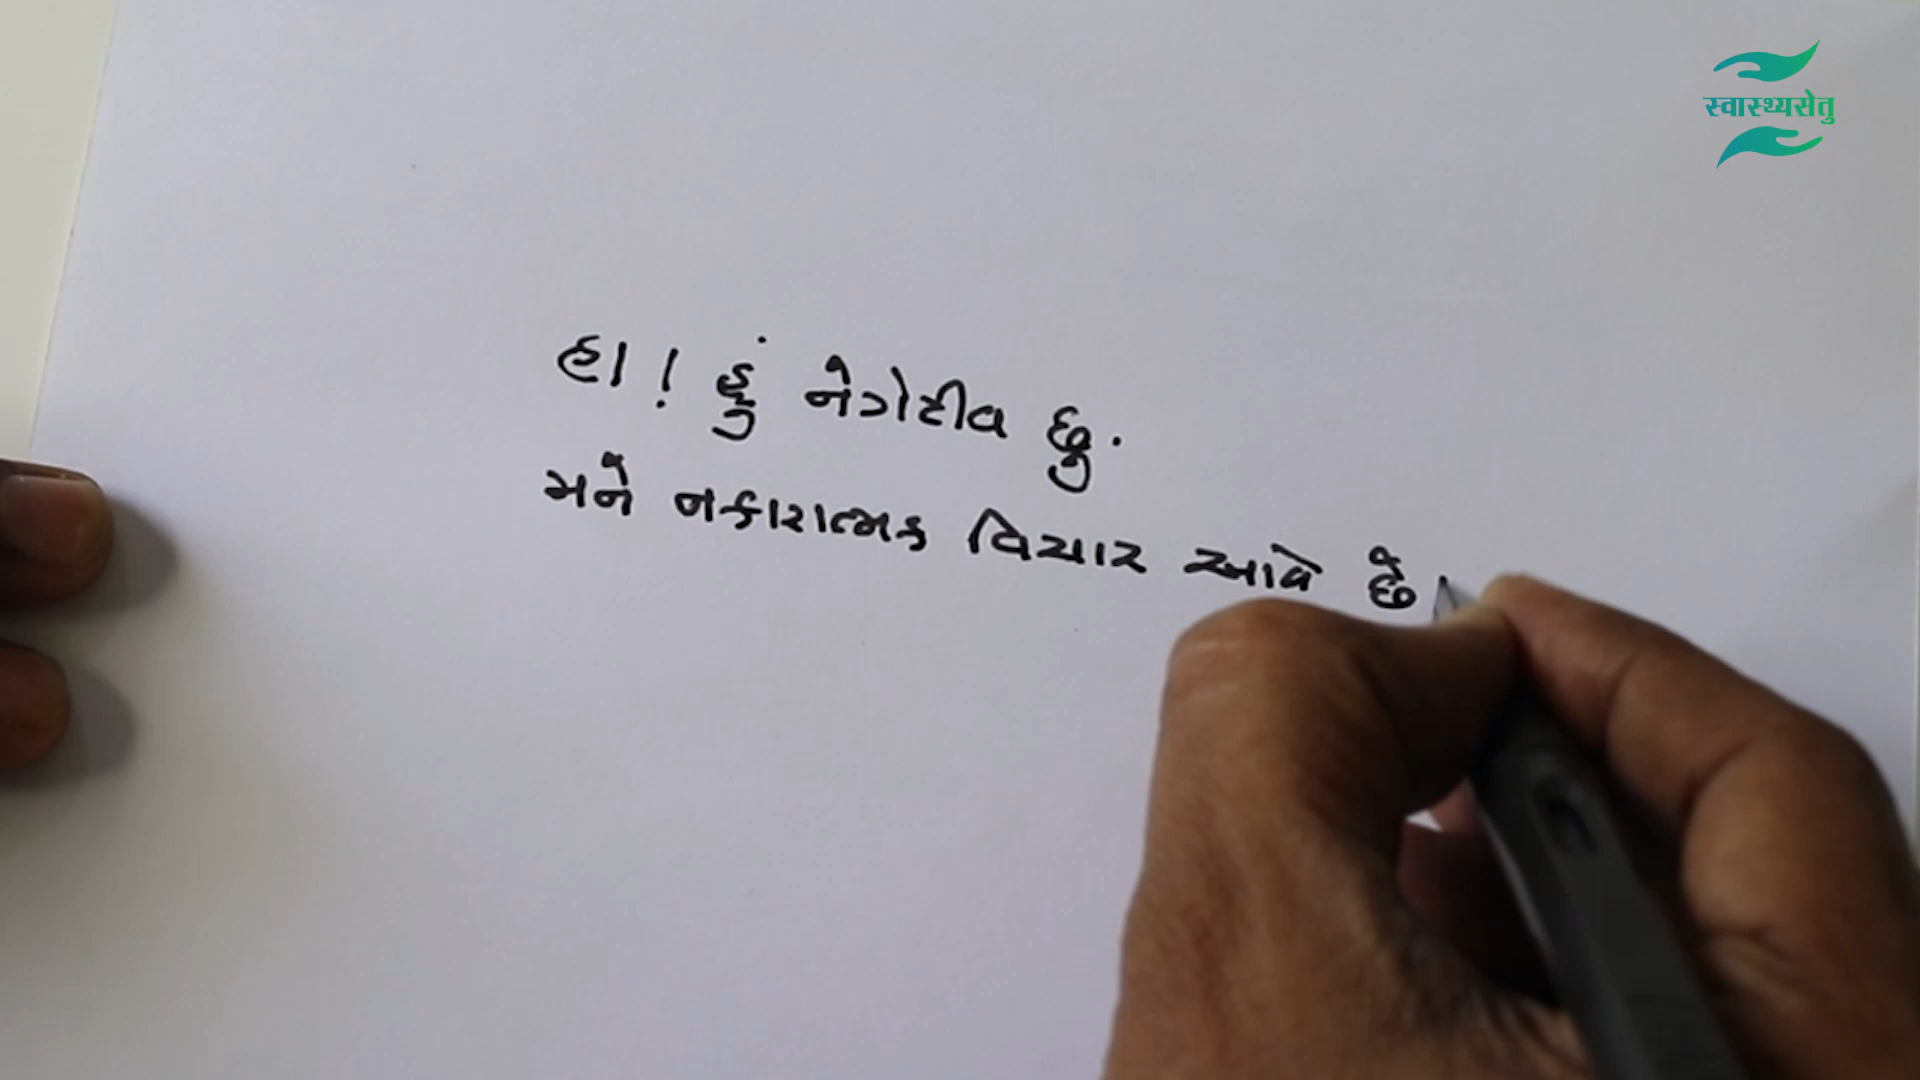 स्वास्थ्यसेतु
હા! હું નેગેટીવ છુ.
મને નકારાત્મક વિચાર આવે છે